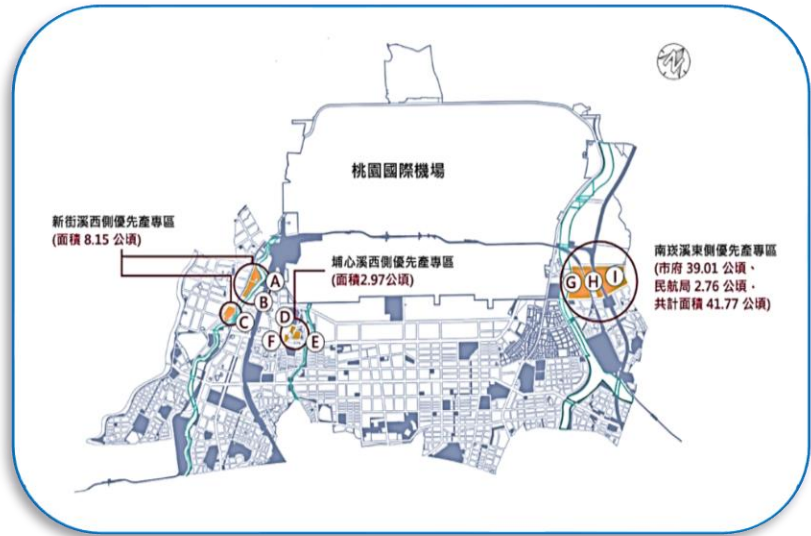 桃園國際機場
新街溪西側優先產專區
(面積 8.15 公頃)
埔心溪西側優先產專區
(面積2.97公頃)
南崁溪東側優先產專區
(市府 39.01 公頃、
民航局 2.76 公頃，
共計面積 41.77 公頃)
A
B
C
D
E
F
G
H
I